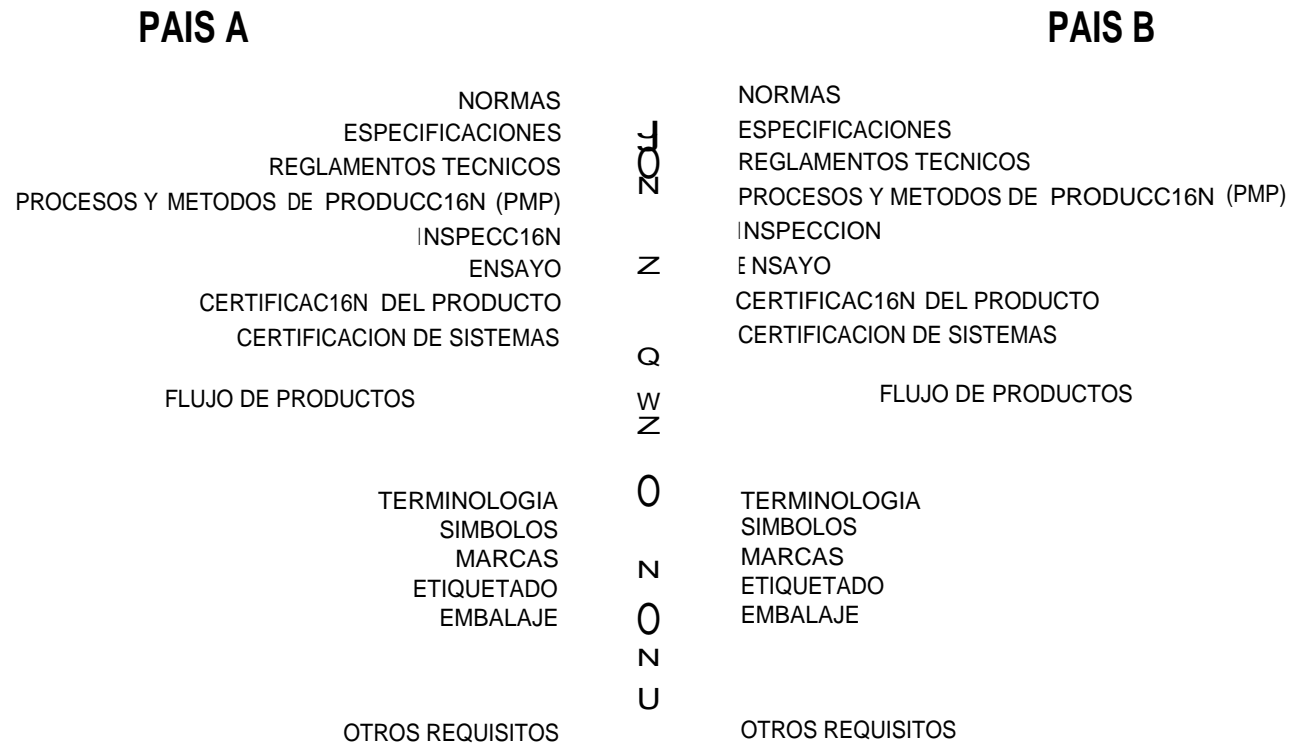 PAIS A
PAIS B
NORMAS
ESPECIFICACIONES
REGLAMENTOS TECNICOS
PROCESOS Y METODOS DE PRODUCC16N (PMP)
INSPECC16N
ENSAYO
CERTIFICAC16N DEL PRODUCTO
CERTIFICACION DE SISTEMAS
FLUJO DE PRODUCTOS
TERMINOLOGIA
SIMBOLOS
MARCAS
ETIQUETADO
EMBALAJE
OTROS REQUISITOS
J
O
N
Z
Q
W
Z
O
N
O
N
U
NORMAS
ESPECIFICACIONES
REGLAMENTOS TECNICOS
PROCESOS Y METODOS DE PRODUCC16N (PMP)
INSPECCION
ENSAYO
CERTIFICAC16N DEL PRODUCTO
CERTIFICACION DE SISTEMAS
FLUJO DE PRODUCTOS
TERMINOLOGIA
SIMBOLOS
MARCAS
ETIQUETADO
EMBALAJE
OTROS REQUISITOS